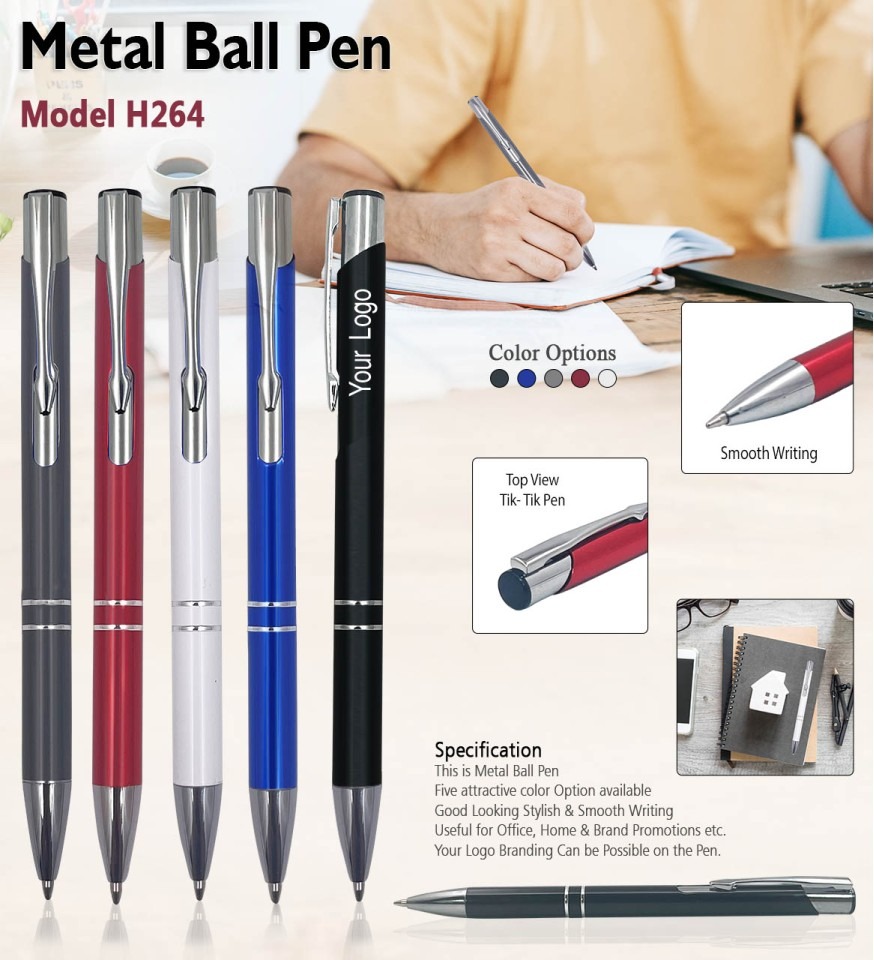 Metal Ball Pen
Model H264
Your Logo
Color Options
Smooth Writing
Top View
Tik- Tik Pen
Specification
This is Metal Ball Pen
Five attractive color Option available
Good Looking Stylish & Smooth Writing
Useful for Office, Home & Brand Promotions etc.
Your Logo Branding Can be Possible on the Pen.